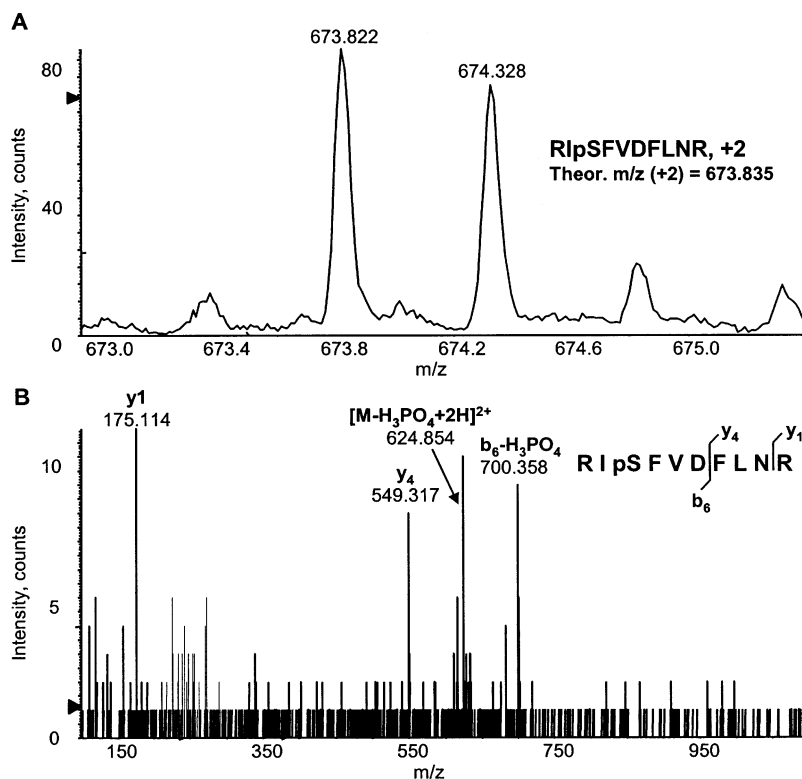 A
673.822
674.328
80
40
0
Intensity, counts
RIpSFVDFLNR, +2
Theor. m/z (+2) = 673.835
673.0 673.4 673.8 674.2 674.6 675.0
m/z
B
y1
175.114
[M-H3PO4+2H]2+
624.854
b6-H3PO4
700.358
y4
549.317
y4 y1
R I pS F V D F L N R
b6
10
5
0
Intensity, counts
150 350 550 750 950
m/z